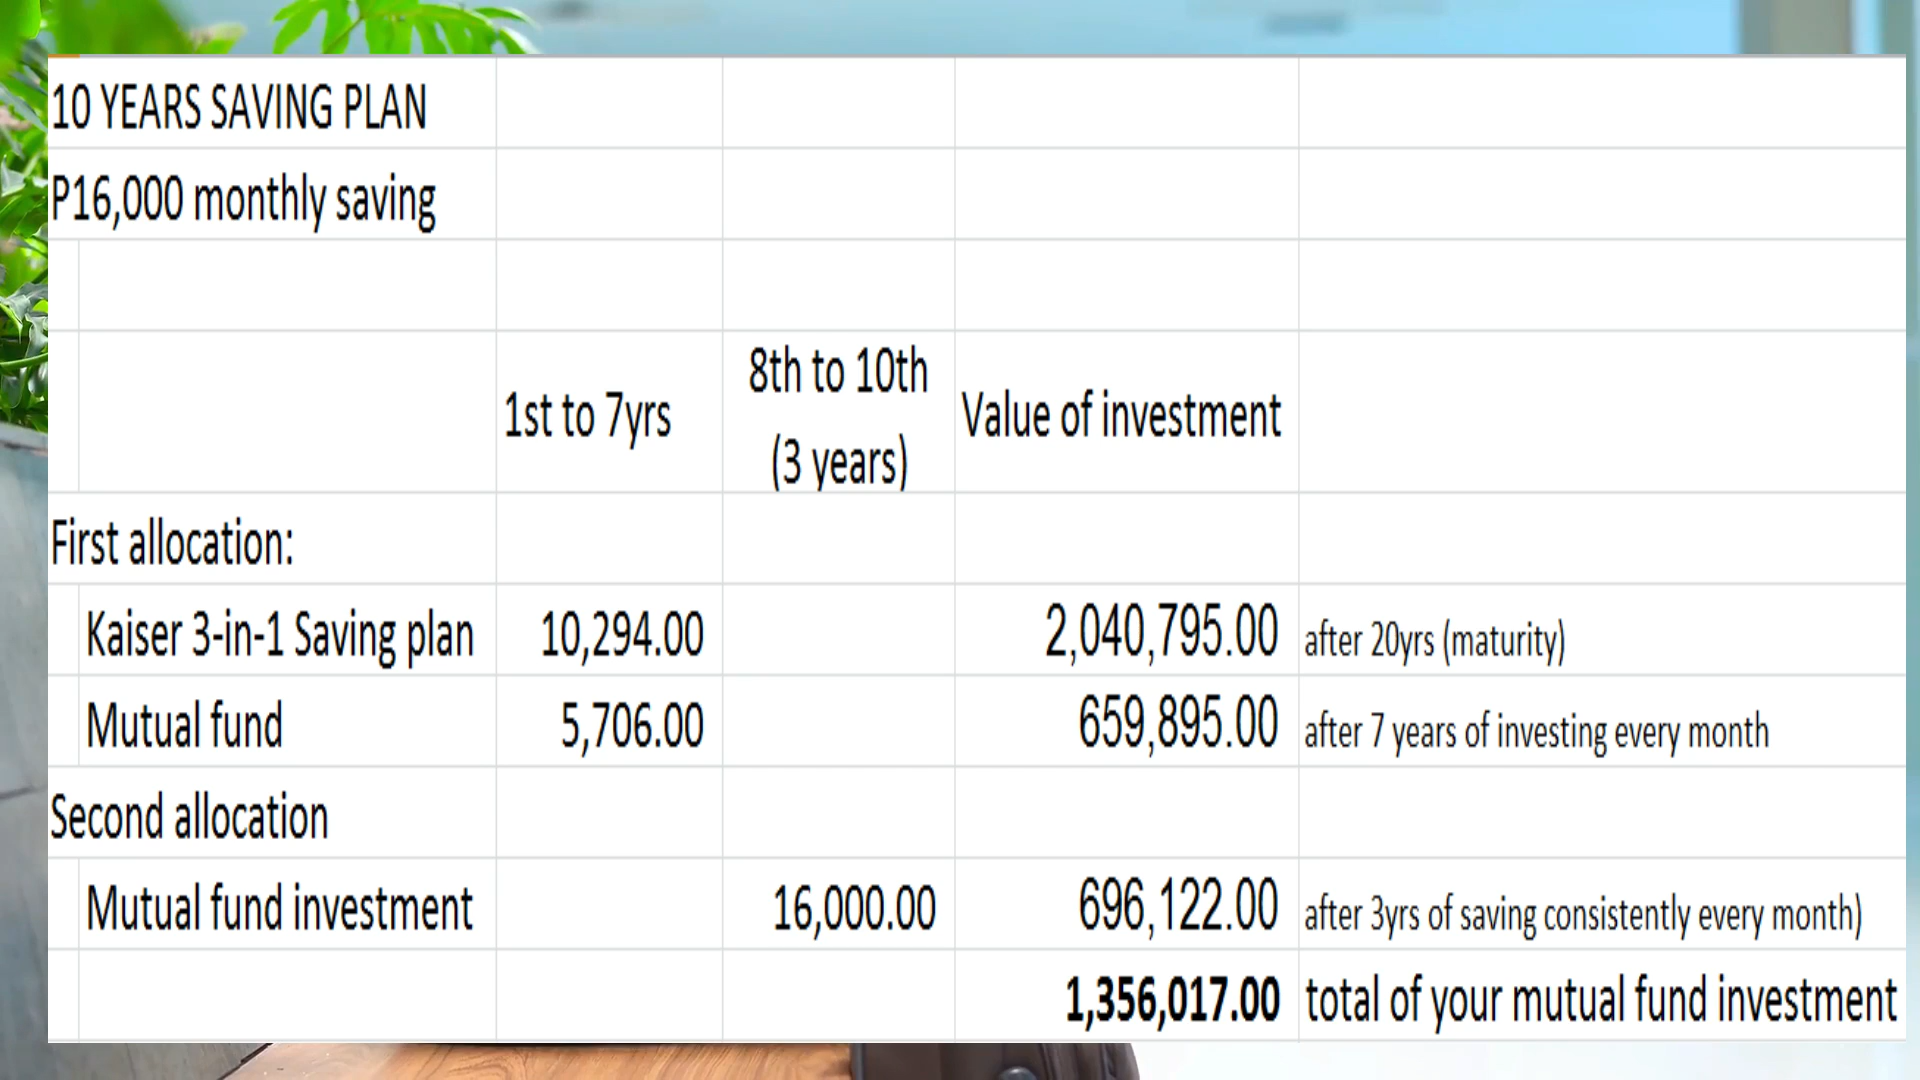 10 YEARS SAVING PLAN
P16,000 monthly saving
1st to 7yrs
8th to 10th
(3 years)
Value of investment
First allocation:
Kaiser 3-in-1 Saving plan 10,294.00 2,040,795.00 after 20yrs (maturity)
Mutual fund 5,706.00 659,895.00 after 7 years of investing every month
Second allocation
Mutual fund investment 16,000.00 696,122.00 after 3yrs of saving consistently every month)
1,356,017.00 total of your mutual fund investment